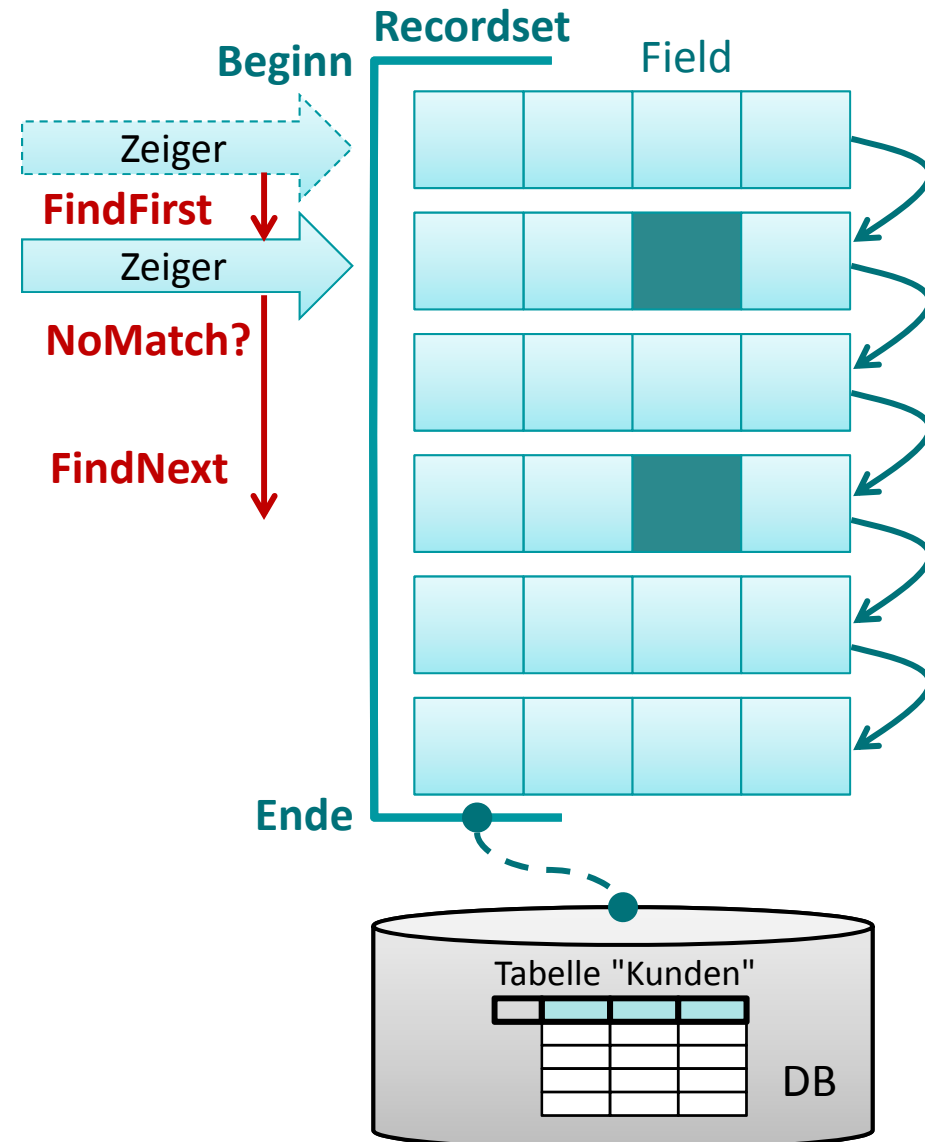 Recordset
Beginn
Field
Zeiger
FindFirst
Zeiger
NoMatch?
FindNext
Ende
Tabelle "Kunden"
DB